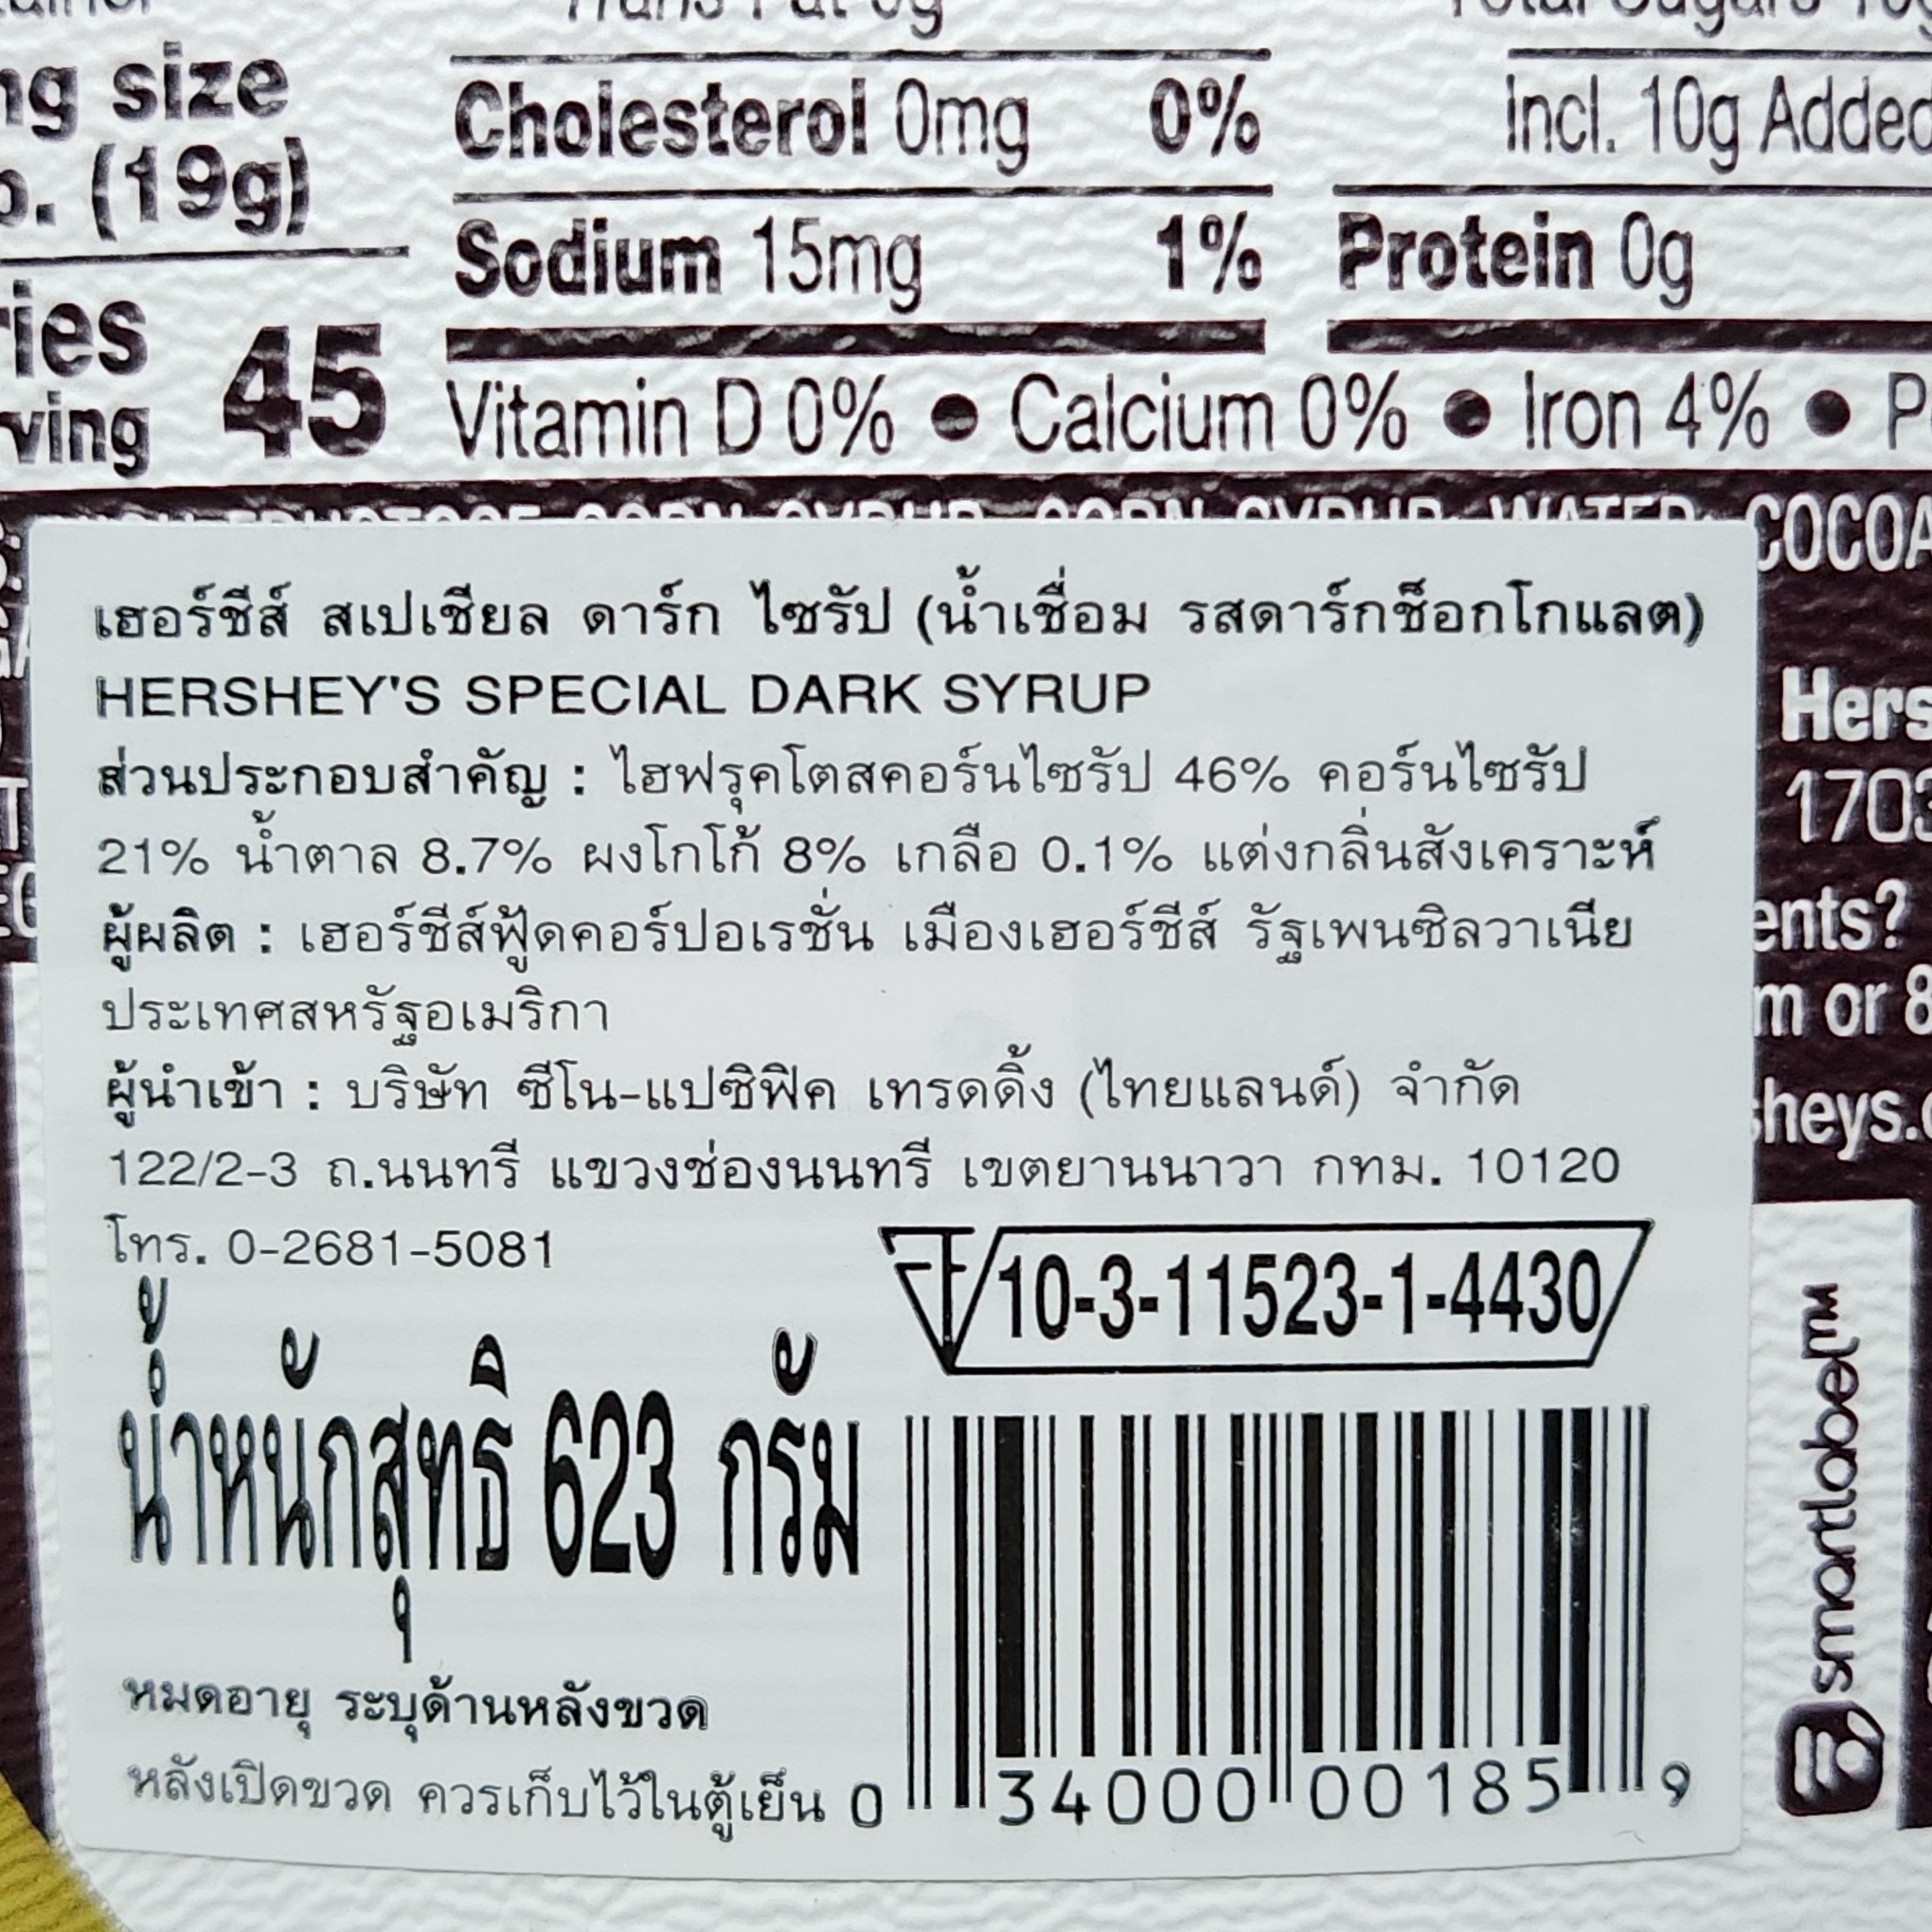 ng size
(19g)
45
Cholesterol 0mg 0%
Sodium 15mg 1%
Incl. 10g Added
Protein 0g
Vitamin D 0% • Calcium 0% • Iron 4% •
COCOA
เฮอร์ชีส์ สเปเชียล ดาร์ก ไซรัป (น้ำเชื่อม รสดาร์กช็อกโกแลต)
HERSHEY'S SPECIAL DARK SYRUP
ส่วนประกอบสำคัญ : ไฮฟรุคโตสคอร์นไซรัป 46% คอร์นไซรัป
21% น้ำตาล 8.7% ผงโกโก้ 8% เกลือ 0.1% แต่งกลิ่นสังเคราะห์
ผู้ผลิต : เฮอร์ชีส์ฟู้ดคอร์ปอเรชั่น เมืองเฮอร์ชีส์ รัฐเพนซิลวาเนีย
ประเทศสหรัฐอเมริกา
ผู้นำเข้า : บริษัท ซีโน-แปซิฟิค เทรดดิ้ง (ไทยแลนด์) จำกัด
122/2-3 ถ.นนทรี แขวงช่องนนทรี เขตยานนาวา กทม. 10120
โทร. 0-2681-5081
10-3-11523-1-4430
น้ำหนักสุทธิ 623 กรัม
หมดอายุ ระบุด้านหลังขวด
หลังเปิดขวด ควรเก็บไว้ในตู้เย็น
0 34000 00185 9
Hers
1703
ents?
m or 8
smartlabel™